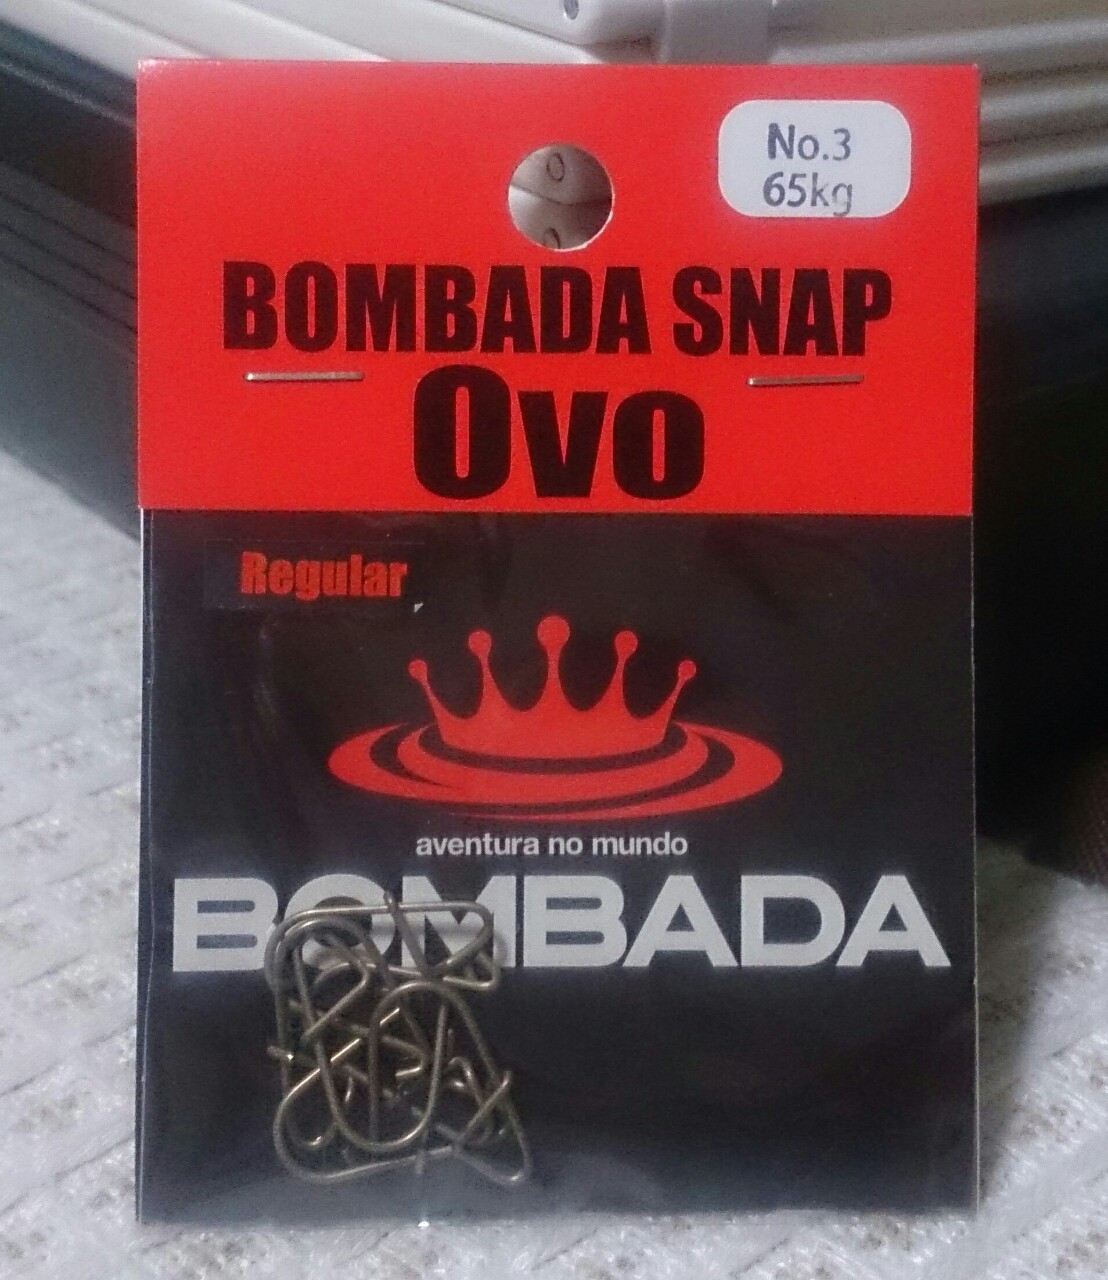 No.3
65kg
BOMBADA SNAP
Ovo
Regular
aventura no mundo
BOMBADA